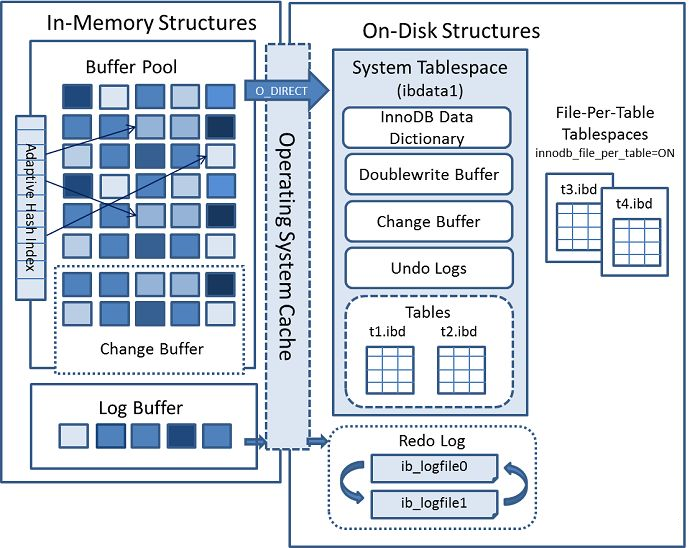 In-Memory Structures
Buffer Pool
Adaptive Hash Index
Change Buffer
Log Buffer
O_DIRECT
Operating System Cache
On-Disk Structures
System Tablespace
(ibdata1)
InnoDB Data
Dictionary
Doublewrite Buffer
Change Buffer
Undo Logs
Tables
t1.ibd t2.ibd
File-Per-Table
Tablespaces
innodb_file_per_table=ON
t3.ibd
t4.ibd
Redo Log
ib_logfile0
ib_logfile1